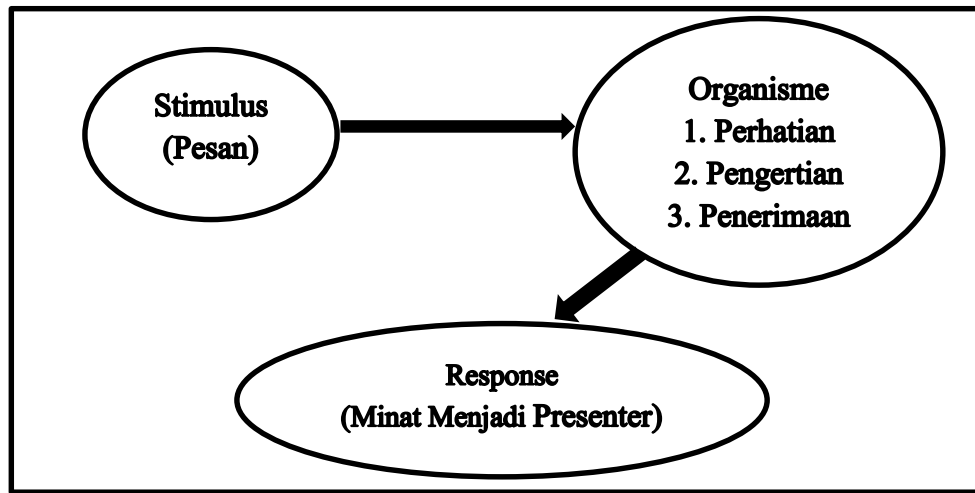 Stimulus
(Pesan)
Organisme
1. Perhatian
2. Pengertian
3. Penerimaan
Response
(Minat Menjadi Presenter)